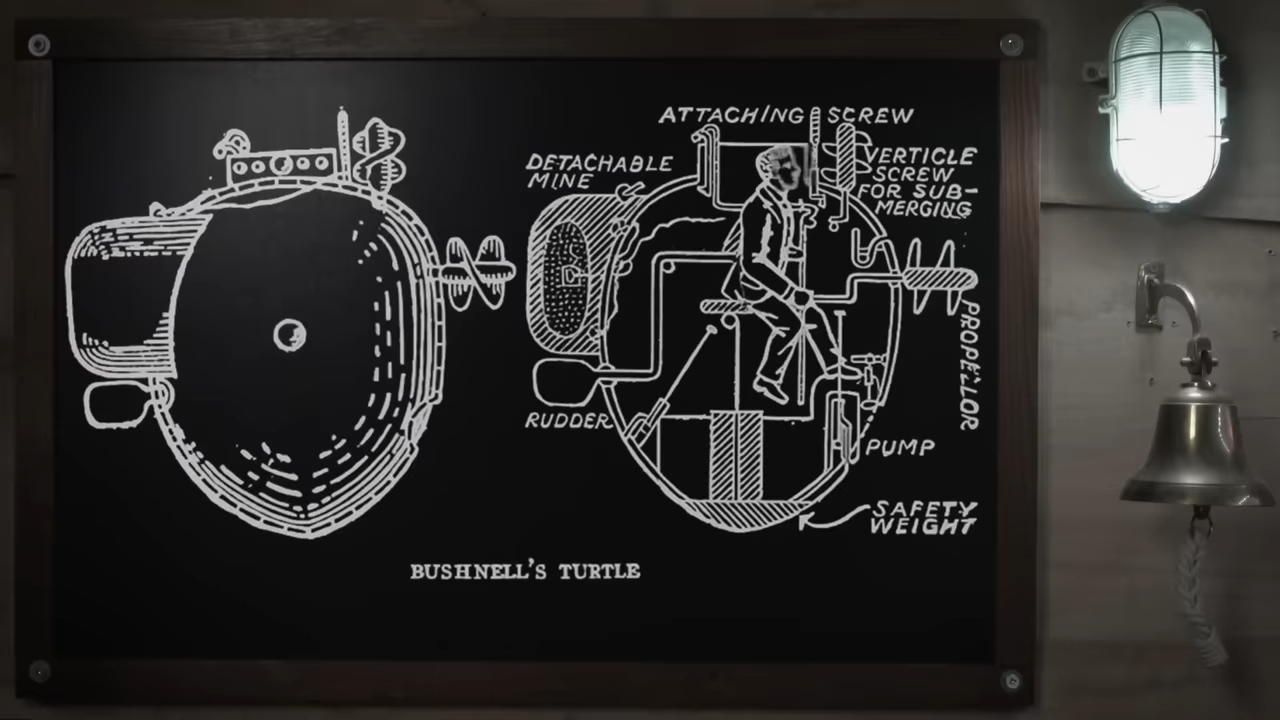 ATTACHING SCREW
DETACHABLE
MINE
VERTICLE
SCREW
FOR SUB-
MERGING
PROPELLOR
RUDDER
PUMP
SAFETY
WEIGHT
BUSHNELL'S TURTLE